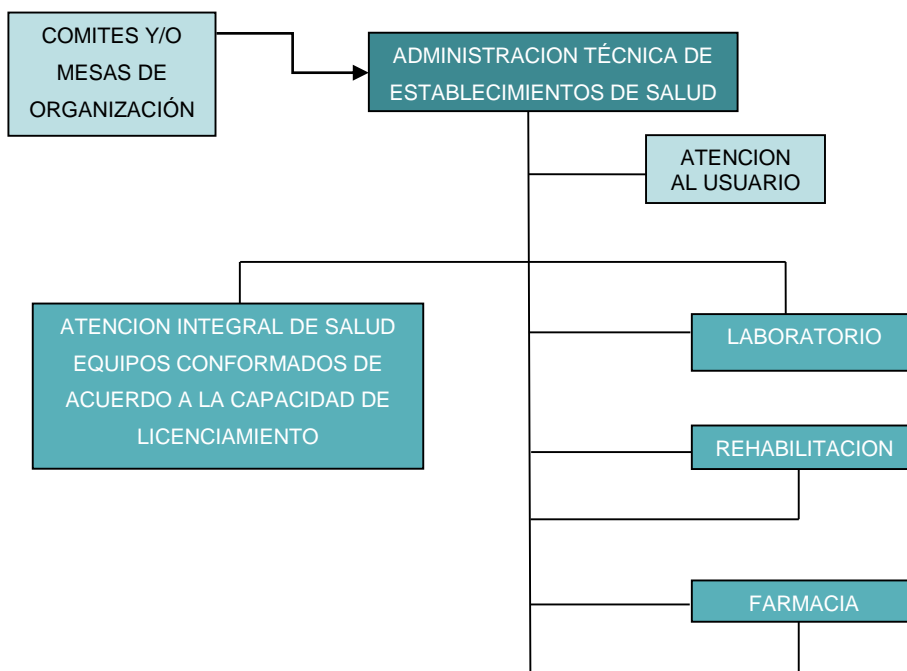 COMITES Y/O
MESAS DE
ORGANIZACIÓN
ADMINISTRACION TÉCNICA DE
ESTABLECIMIENTOS DE SALUD
ATENCION
AL USUARIO
ATENCION INTEGRAL DE SALUD
EQUIPOS CONFORMADOS DE
ACUERDO A LA CAPACIDAD DE
LICENCIAMIENTO
LABORATORIO
REHABILITACION
FARMACIA